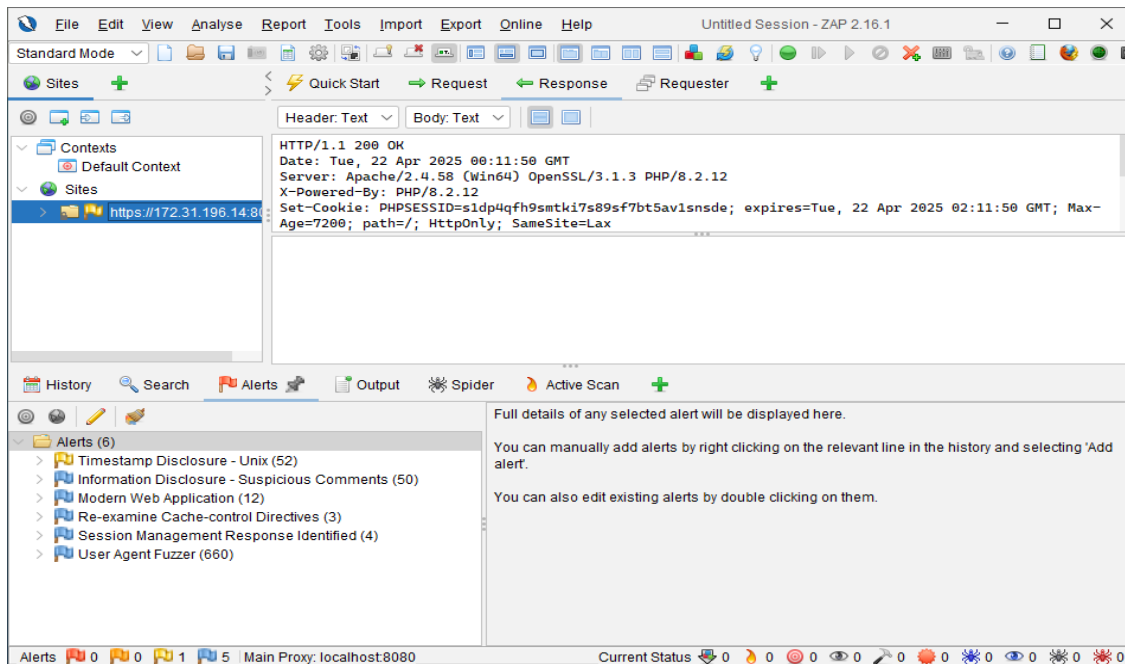 File Edit View Analyse Report Tools Import Export Online Help Untitled Session - ZAP 2.16.1
Standard Mode
Sites
Quick Start Request Response Requester
Header: Text Body: Text
Contexts
Default Context
Sites
https://172.31.196.14:80
HTTP/1.1 200 OK
Date: Tue, 22 Apr 2025 00:11:50 GMT
Server: Apache/2.4.58 (Win64) OpenSSL/3.1.3 PHP/8.2.12
X-Powered-By: PHP/8.2.12
Set-Cookie: PHPSESSID=s1dp4qfh9smtki7s89sf7bt5av1snsde; expires=Tue, 22 Apr 2025 02:11:50 GMT; Max-
Age=7200; path=/; HttpOnly; SameSite=Lax
History Search Alerts Output Spider Active Scan
Alerts (6)
Timestamp Disclosure - Unix (52)
Information Disclosure - Suspicious Comments (50)
Modern Web Application (12)
Re-examine Cache-control Directives (3)
Session Management Response Identified (4)
User Agent Fuzzer (660)
Full details of any selected alert will be displayed here.
You can manually add alerts by right clicking on the relevant line in the history and selecting 'Add
alert'.
You can also edit existing alerts by double clicking on them.
Alerts 0 0 1 5 Main Proxy: localhost:8080 Current Status 0 0 0 0 0 0 0 0 0 0